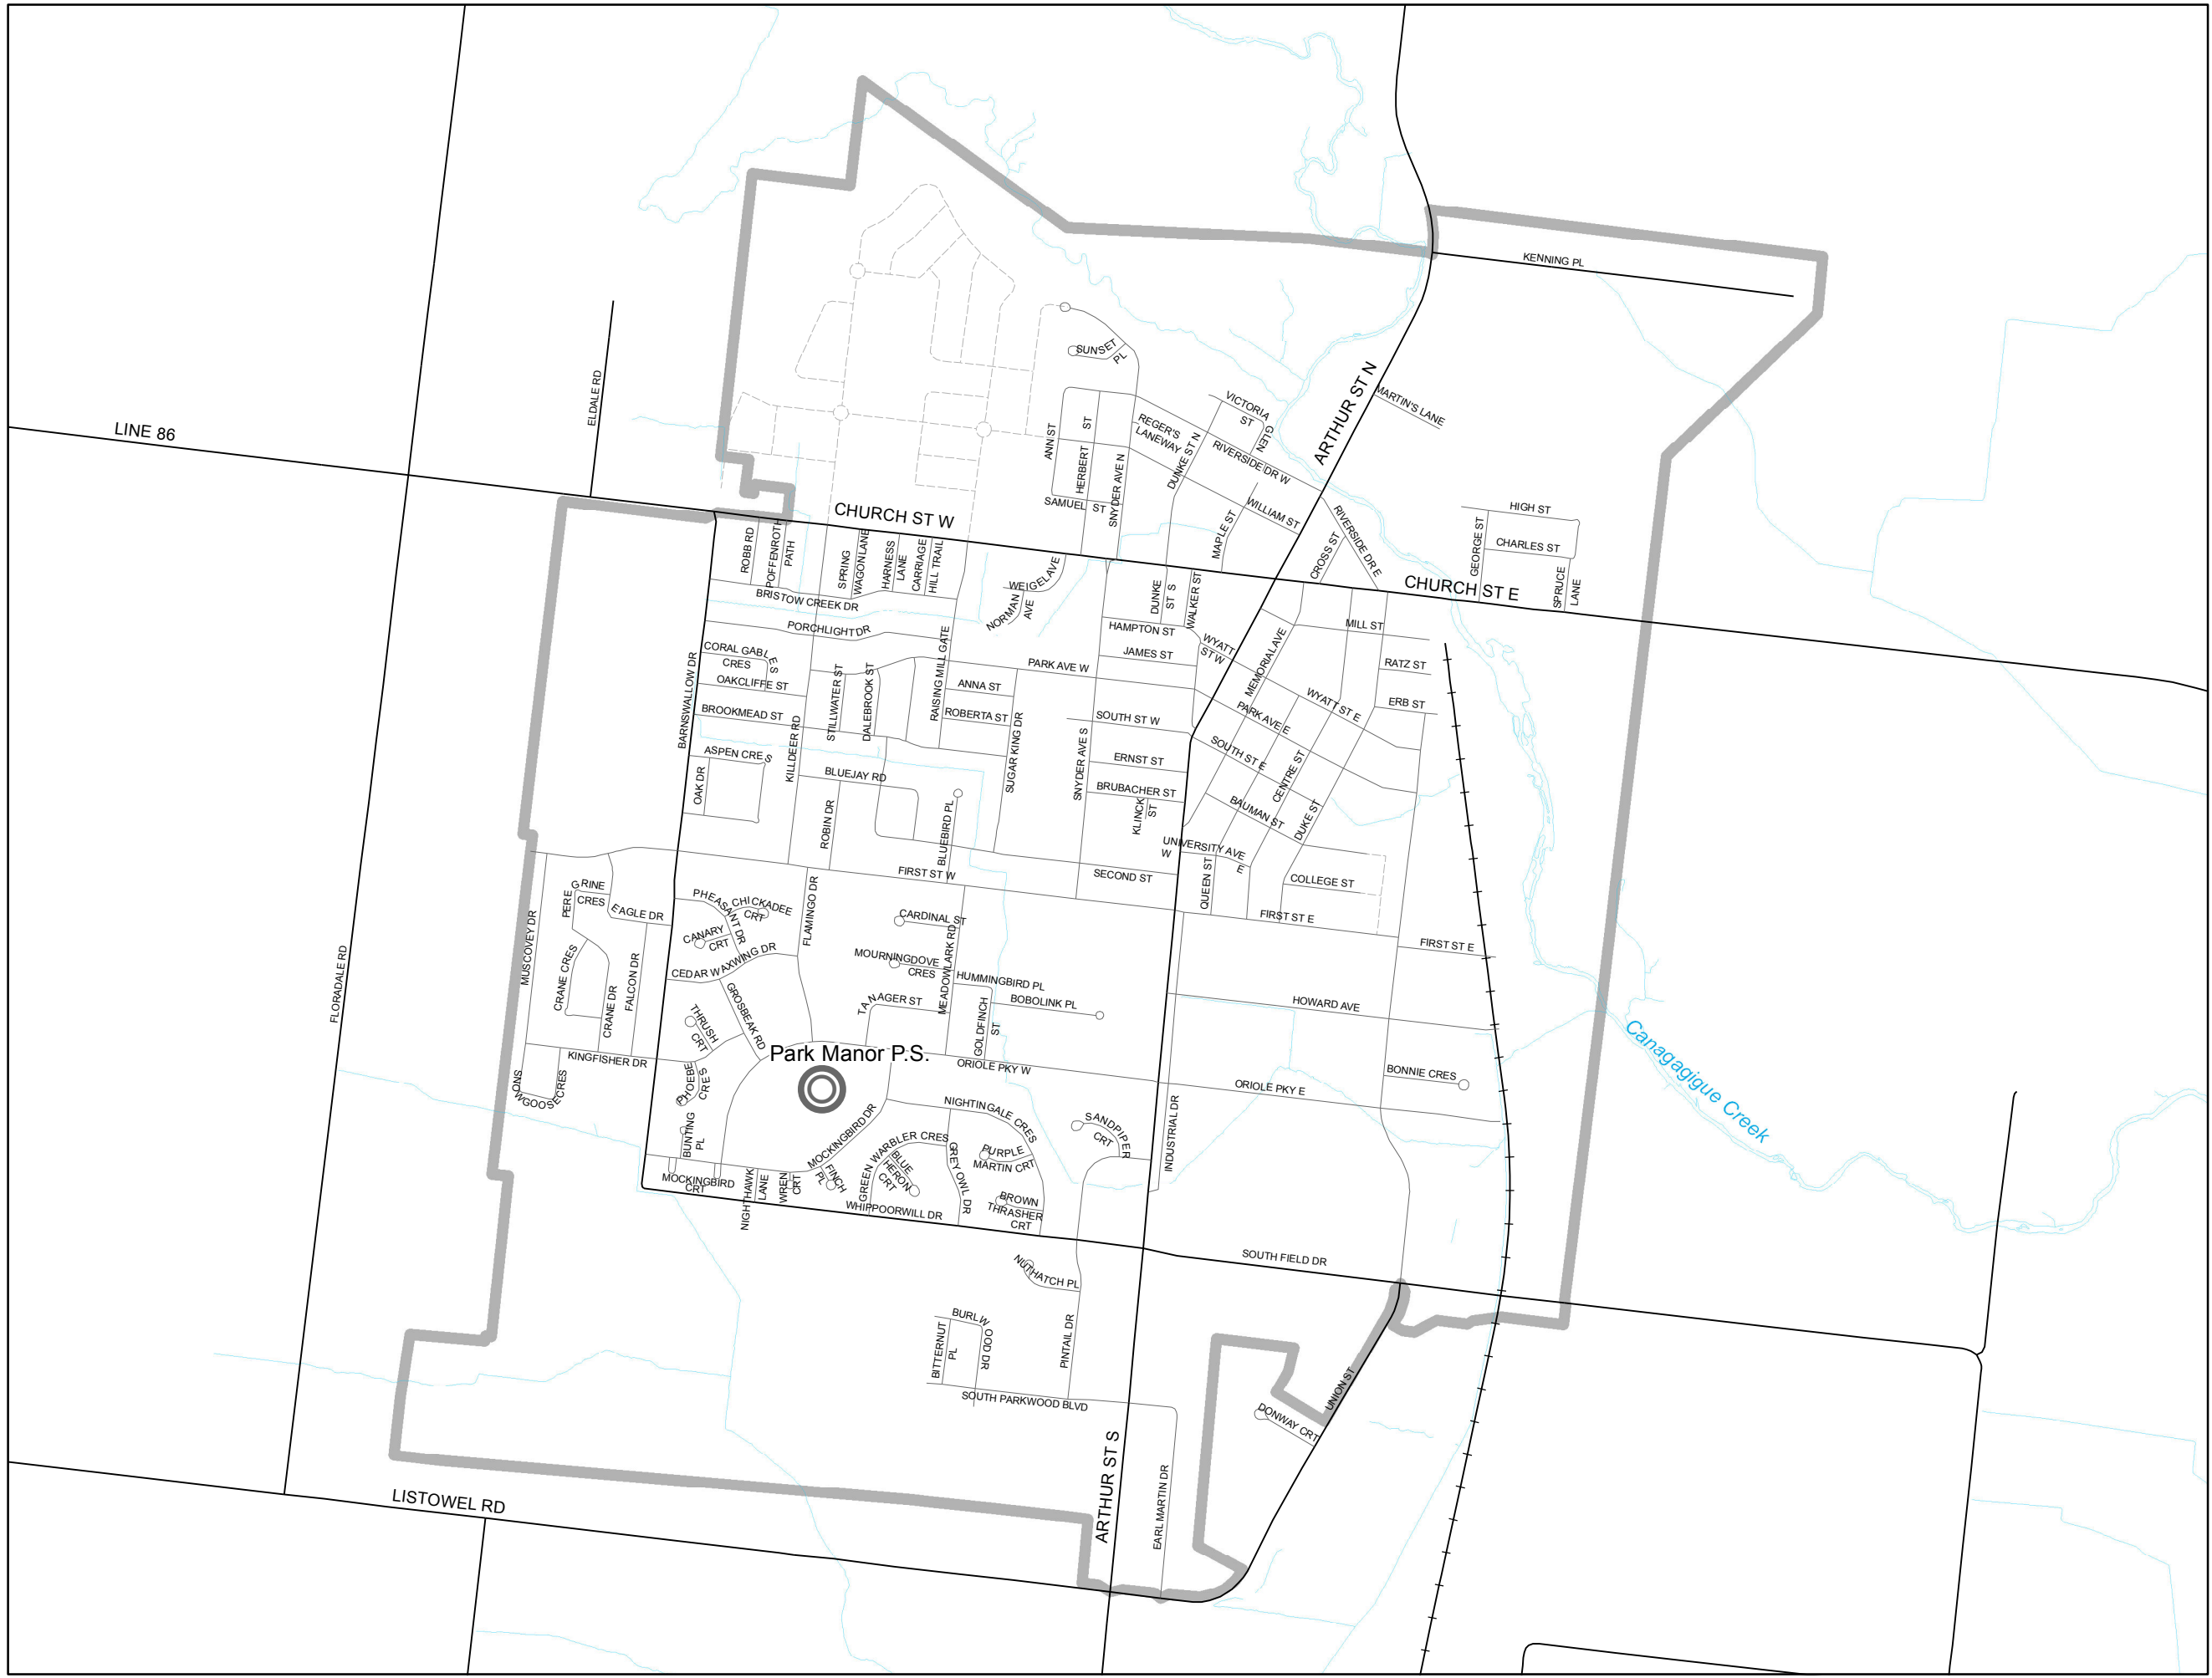 KENNING PL
SUNSET
PL
ELDALE RD
ARTHUR ST N
MARTIN'S LANE
LINE 86
VICTORIA
ST
GLEN
REGER'S
LANEWAY
ANN ST
HERBERT
ST
DUNKE ST N
RIVERSIDE DR W
SNYDER AVE N
SAMUEL ST
WILLIAM ST
CHURCH ST W
MAPLE ST
RIVERSIDE DR E
CROSS ST
HIGH ST
GEORGE ST
CHARLES ST
SPRUCE
LANE
CHURCH ST E
ROBB RD
POFFENROTH
PATH
SPRING
WAGON LANE
HARNESS
LANE
CARRIAGE
HILL TRAIL
WEIGEL AVE
NORMAN
AVE
DUNKE
ST S
WALKER ST
BRISTOW CREEK DR
PORCHLIGHT DR
HAMPTON ST
MILL ST
WYATT
ST W
JAMES ST
MEMORIAL AVE
RATZ ST
CORAL GABLES
CRES
OAKCLIFFE ST
PARK AVE W
ANNA ST
RAISING MILL GATE
STILLWATER ST
DALEBROOK ST
WYATT ST E
ERB ST
BARNSWALLOW DR
BROOKMEAD ST
ROBERTA ST
SOUTH ST W
PARK AVE E
KILLDEER RD
SUGAR KING DR
SNYDER AVE S
SOUTH ST E
ASPEN CRES
OAK DR
BLUEJAY RD
ERNST ST
CENTRE ST
BRUBACHER ST
KLINCK
ST
BAUMAN ST
DUKE ST
ROBIN DR
BLUEBIRD PL
UNIVERSITY AVE
W
E
FIRST ST W
SECOND ST
QUEEN ST
COLLEGE ST
PEREGRINE
CRES
EAGLE DR
PHEASANT DR
CHICKADEE
CRT
FLAMINGO DR
CARDINAL ST
FIRST ST E
FIRST ST E
MUSCOVEY DR
CANARY
CRT
CEDAR WAXWING DR
MOURNINGDOVE
CRES
MEADOWLARK RD
HUMMINGBIRD PL
CRANE CRES
FALCON DR
CRANE DR
GROSBEAK RD
TANAGER ST
BOBOLINK PL
GOLDFINCH
ST
HOWARD AVE
FLORADALE RD
THRUSH
CRT
Park Manor P.S.
Canagagigue Creek
KINGFISHER DR
PHOEBE
CRES
ORIOLE PKY W
ORIOLE PKY E
BONNIE CRES
SNOWGOOSE CRES
BUNTING
PL
MOCKINGBIRD DR
NIGHTINGALE CRES
SANDPIPER
CRT
INDUSTRIAL DR
GREEN WARBLER CRES
BLUE
HERON
CRT
GREY OWL DR
PURPLE
MARTIN CRT
MOCKINGBIRD
CRT
NIGHTHAWK
LANE
WREN
CRT
FINCH
PL
WHIPPOORWILL DR
BROWN
THRASHER
CRT
SOUTH FIELD DR
NUTHATCH PL
BURLWOOD DR
BITTERNUT
PL
PINTAIL DR
UNION ST
SOUTH PARKWOOD BLVD
DONWAY CRT
ARTHUR ST S
EARL MARTIN DR
LISTOWEL RD